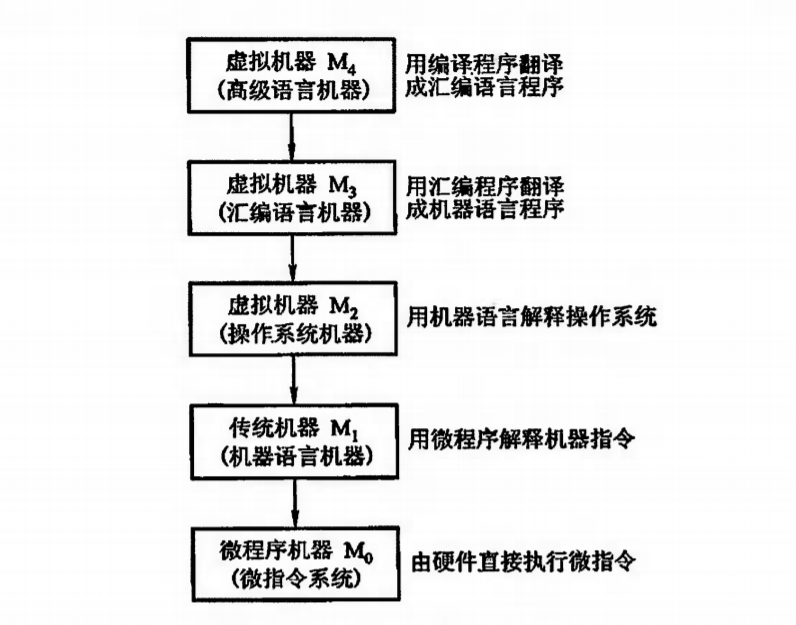 虚拟机器 M4
(高级语言机器)
用编译程序翻译
成汇编语言程序
虚拟机器 M3
(汇编语言机器)
用汇编程序翻译
成机器语言程序
虚拟机器 M2
(操作系统机器)
用机器语言解释操作系统
传统机器 M1
(机器语言机器)
用微程序解释机器指令
微程序机器 M0
(微指令系统)
由硬件直接执行微指令